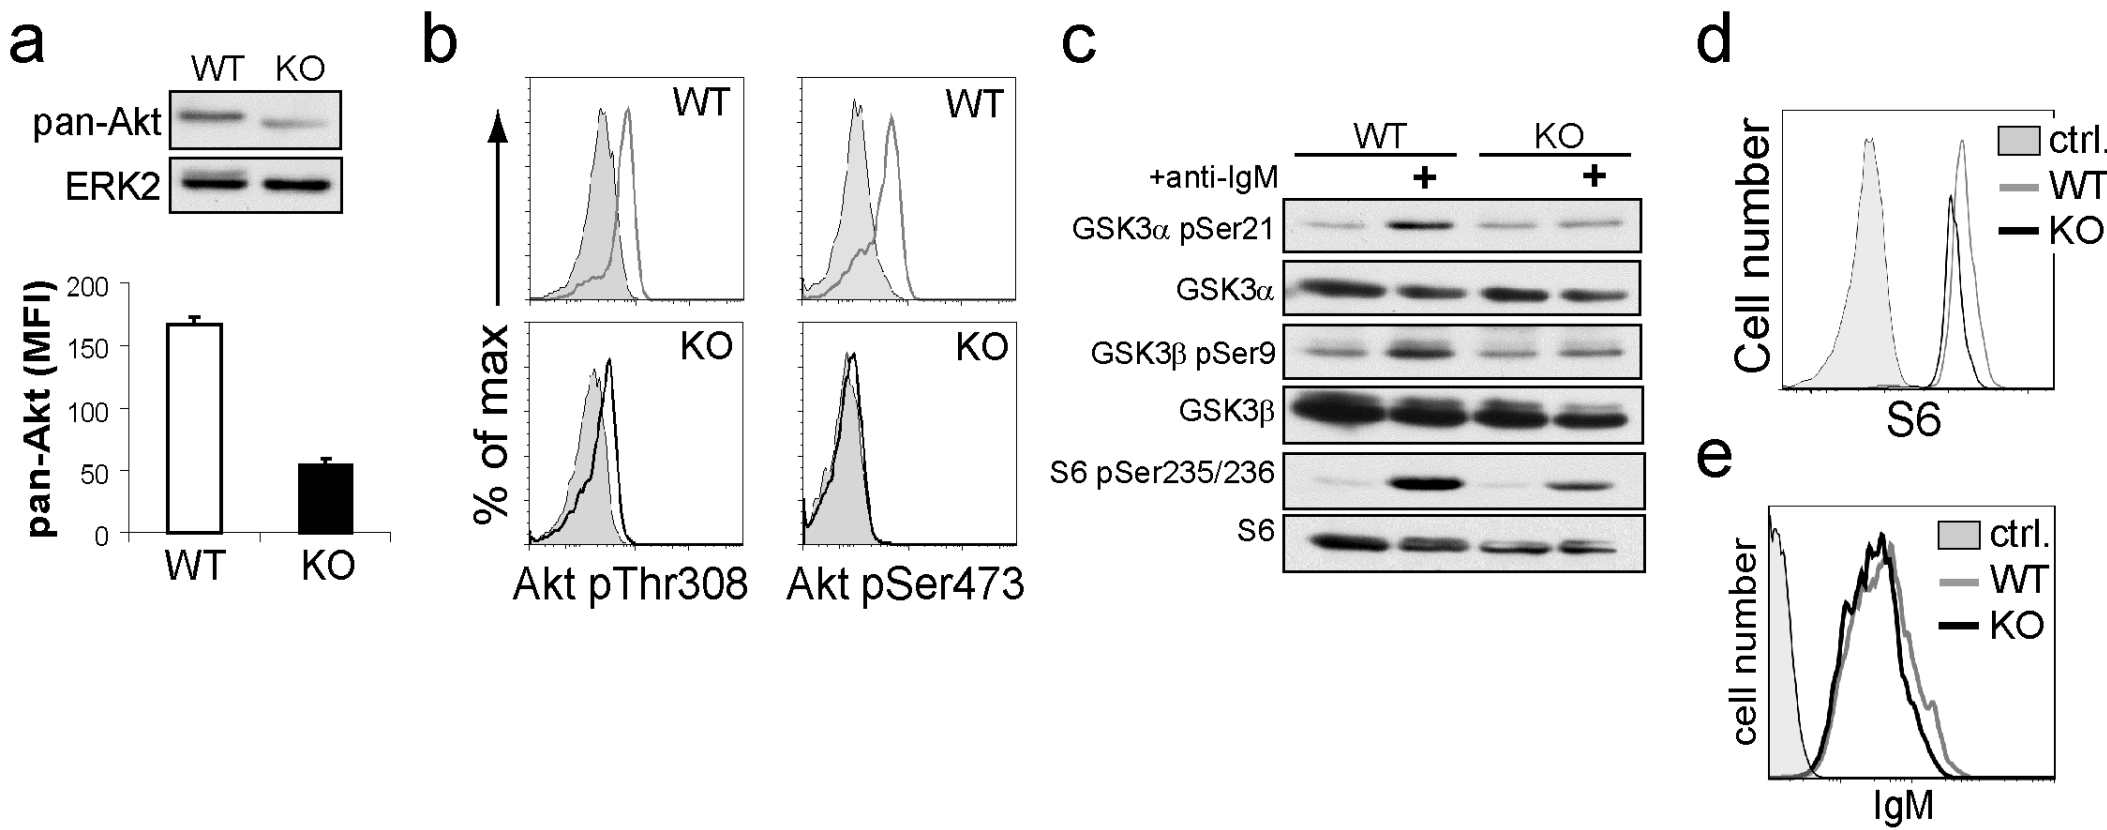 a
WT KO
pan-Akt
ERK2
pan-Akt (MFI)
200
150
100
50
0
WT KO
b
% of max
WT
WT
KO
KO
Akt pThr308
Akt pSer473
c
WT KO
+anti-IgM + +
GSK3α pSer21
GSK3α
GSK3β pSer9
GSK3β
S6 pSer235/236
S6
d
Cell number
ctrl.
WT
KO
S6
e
cell number
ctrl.
WT
KO
IgM